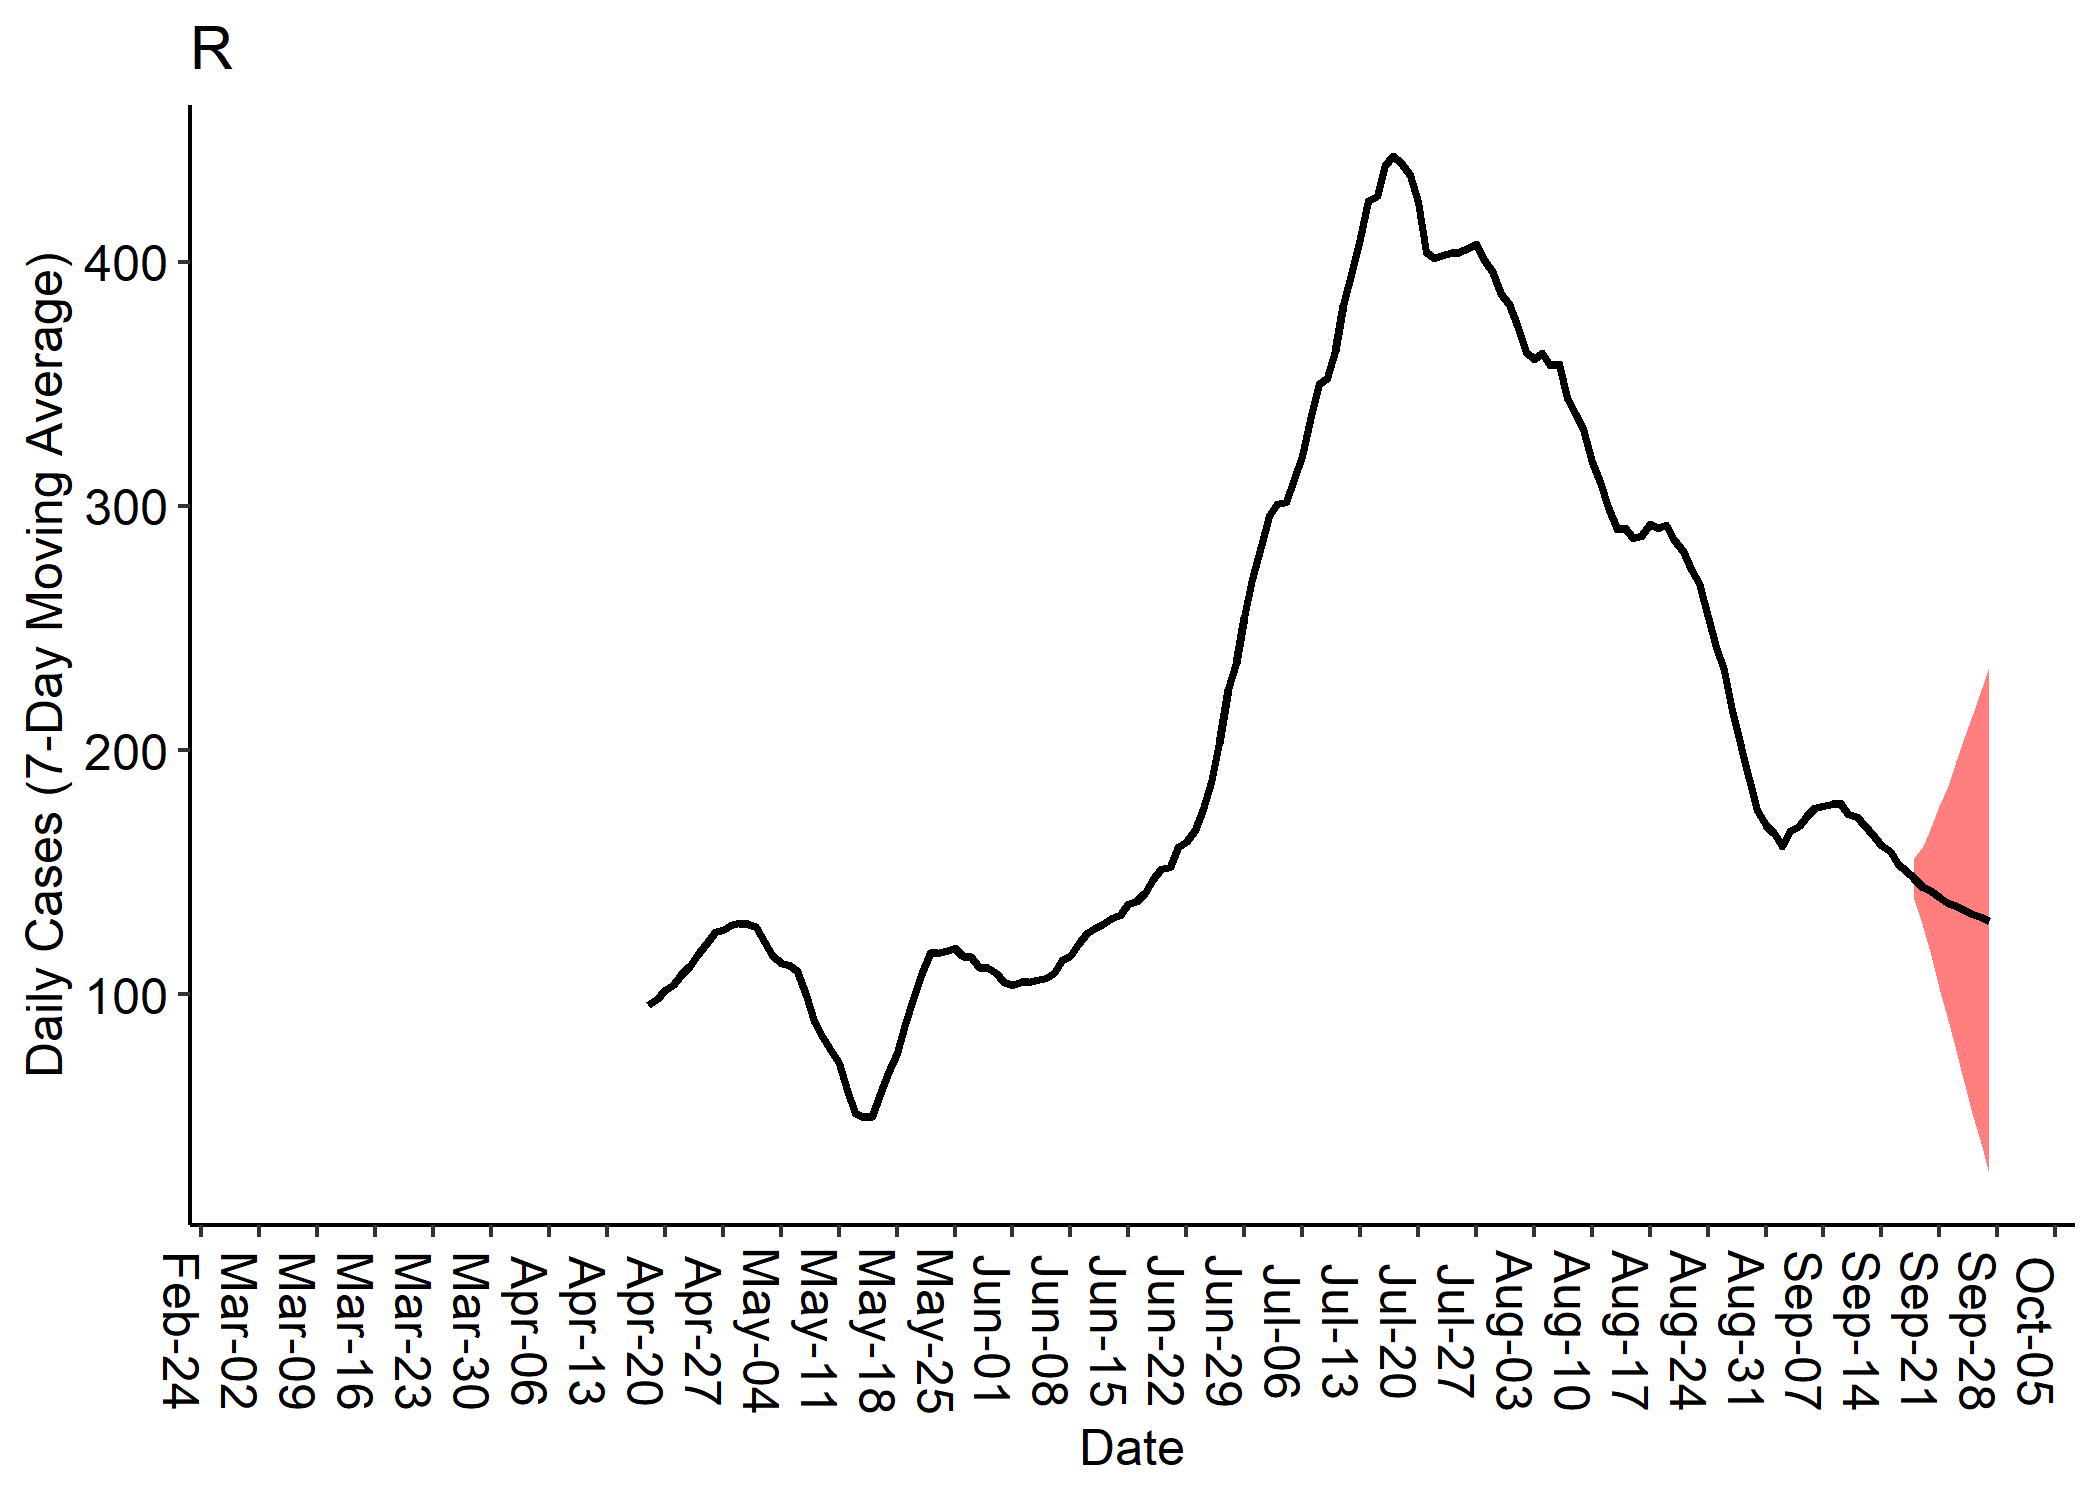 R
Daily Cases (7-Day Moving Average)
400
300
200
100
Feb-24
Mar-02
Mar-09
Mar-16
Mar-23
Mar-30
Apr-06
Apr-13
Apr-20
Apr-27
May-04
May-11
May-18
May-25
Jun-01
Jun-08
Jun-15
Jun-22
Jun-29
Jul-06
Jul-13
Jul-20
Jul-27
Aug-03
Aug-10
Aug-17
Aug-24
Aug-31
Sep-07
Sep-14
Sep-21
Sep-28
Oct-05
Date